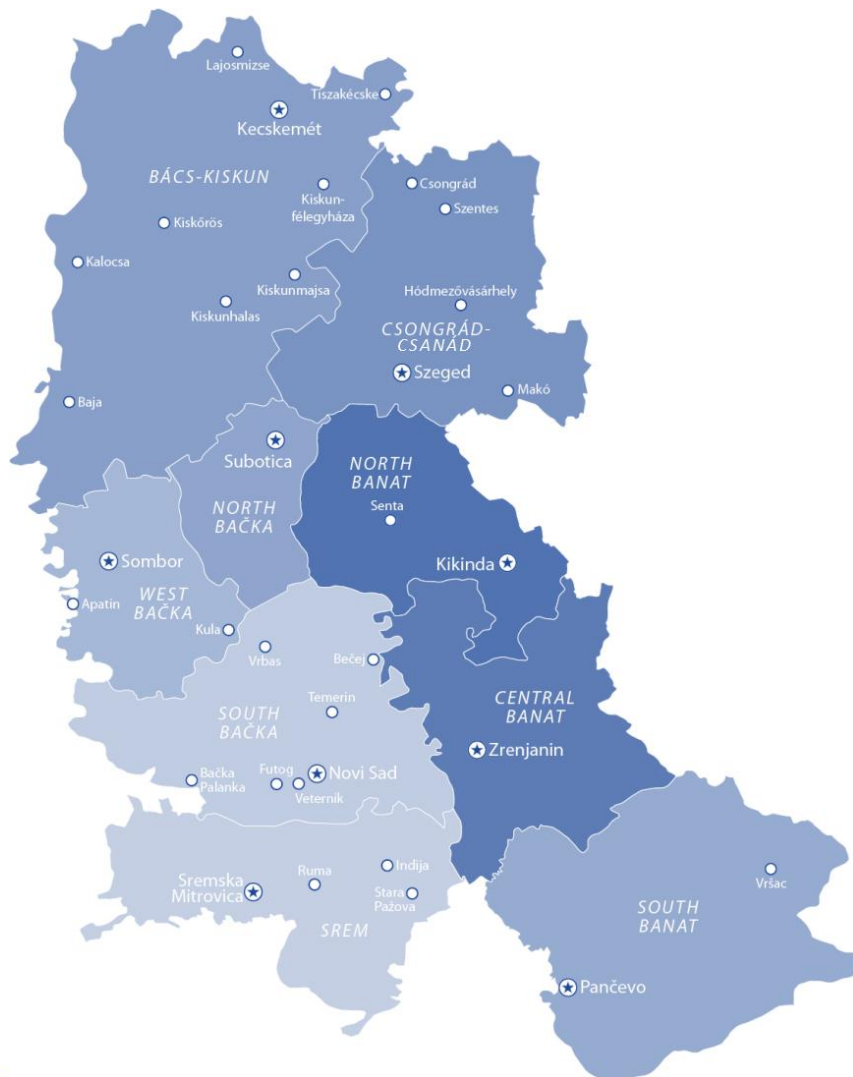 Lajosmizse
Tiszakécske
Kecskemét
BÁCS-KISKUN
Csongrád
Kiskun-
félegyháza
Szentes
Kiskőrös
Kalocsa
Kiskunmajsa
Hódmezővásárhely
Kiskunhalas
CSONGRÁD-
CSANÁD
Szeged
Makó
Baja
Subotica
NORTH
BANAT
NORTH
BAČKA
Senta
Sombor
Kikinda
WEST
BAČKA
Apatin
Kula
Vrbas
Bečej
Temerin
SOUTH
BAČKA
CENTRAL
BANAT
Zrenjanin
Bačka
Palanka
Futog
Novi Sad
Veternik
Indija
Ruma
Vršac
Sremska
Mitrovica
Stara
Pažova
SREM
SOUTH
BANAT
Pančevo